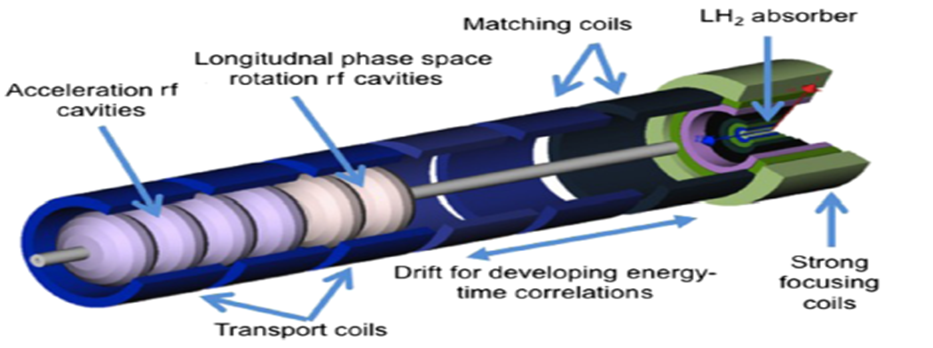 Matching coils
LH₂ absorber
Longitudnal phase space
rotation rf cavities
Acceleration rf
cavities
Drift for developing energy-
time correlations
Strong
focusing
coils
Transport coils